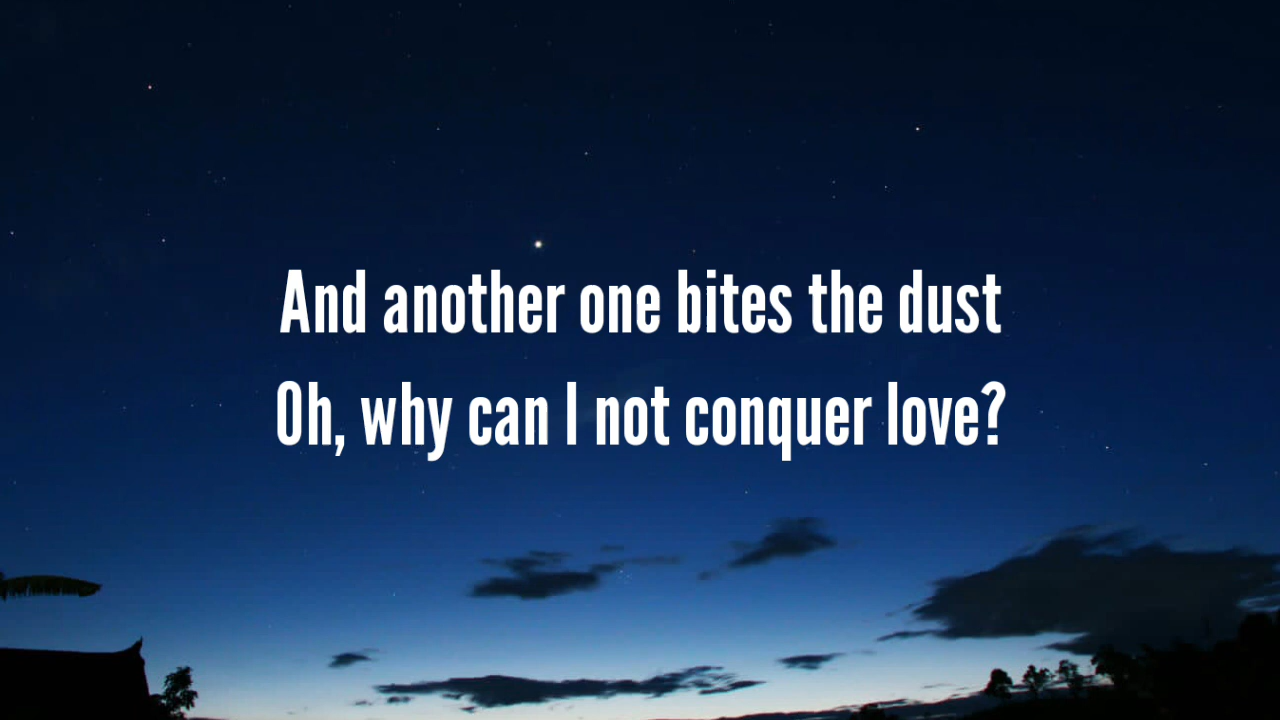 And another one bites the dust
Oh, why can I not conquer love?